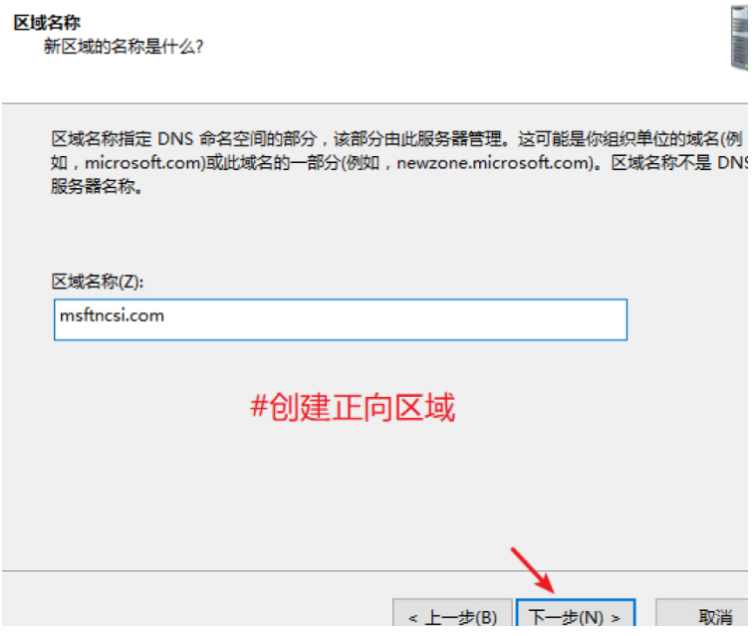 区域名称
新区域的名称是什么?
区域名称指定 DNS 命名空间的部分，该部分由此服务器管理。这可能是你组织单位的域名(例
如，microsoft.com)或此域名的一部分(例如，newzone.microsoft.com)。区域名称不是 DNS
服务器名称。
区域名称(Z):
msftncsi.com
#创建正向区域
< 上一步(B) 下一步(N) > 取消